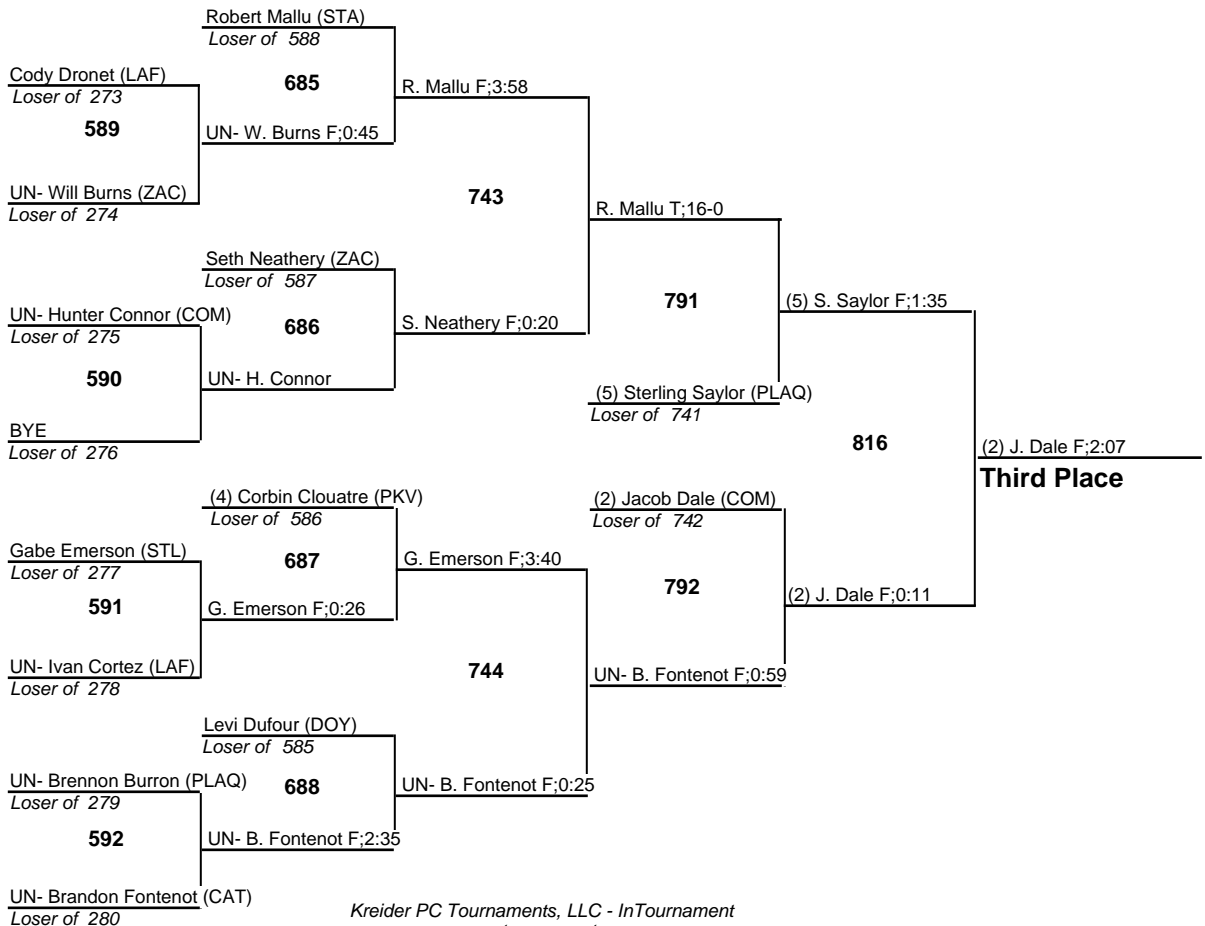 Robert Mallu (STA)
Loser of 588
Cody Dronet (LAF)
Loser of 273
685
R. Mallu F;3:58
589
UN- W. Burns F;0:45
UN- Will Burns (ZAC)
Loser of 274
743
R. Mallu T;16-0
Seth Neathery (ZAC)
Loser of 587
UN- Hunter Connor (COM)
Loser of 275
686
S. Neathery F;0:20
791
(5) S. Saylor F;1:35
590
UN- H. Connor
(5) Sterling Saylor (PLAQ)
Loser of 741
BYE
Loser of 276
816
(2) J. Dale F;2:07
Third Place
(4) Corbin Clouatre (PKV)
Loser of 586
(2) Jacob Dale (COM)
Loser of 742
Gabe Emerson (STL)
Loser of 277
687
G. Emerson F;3:40
792
(2) J. Dale F;0:11
591
G. Emerson F;0:26
UN- Ivan Cortez (LAF)
Loser of 278
744
UN- B. Fontenot F;0:59
Levi Dufour (DOY)
Loser of 585
UN- Brennon Burron (PLAQ)
Loser of 279
688
UN- B. Fontenot F;0:25
592
UN- B. Fontenot F;2:35
UN- Brandon Fontenot (CAT)
Loser of 280
Kreider PC Tournaments, LLC - InTournament